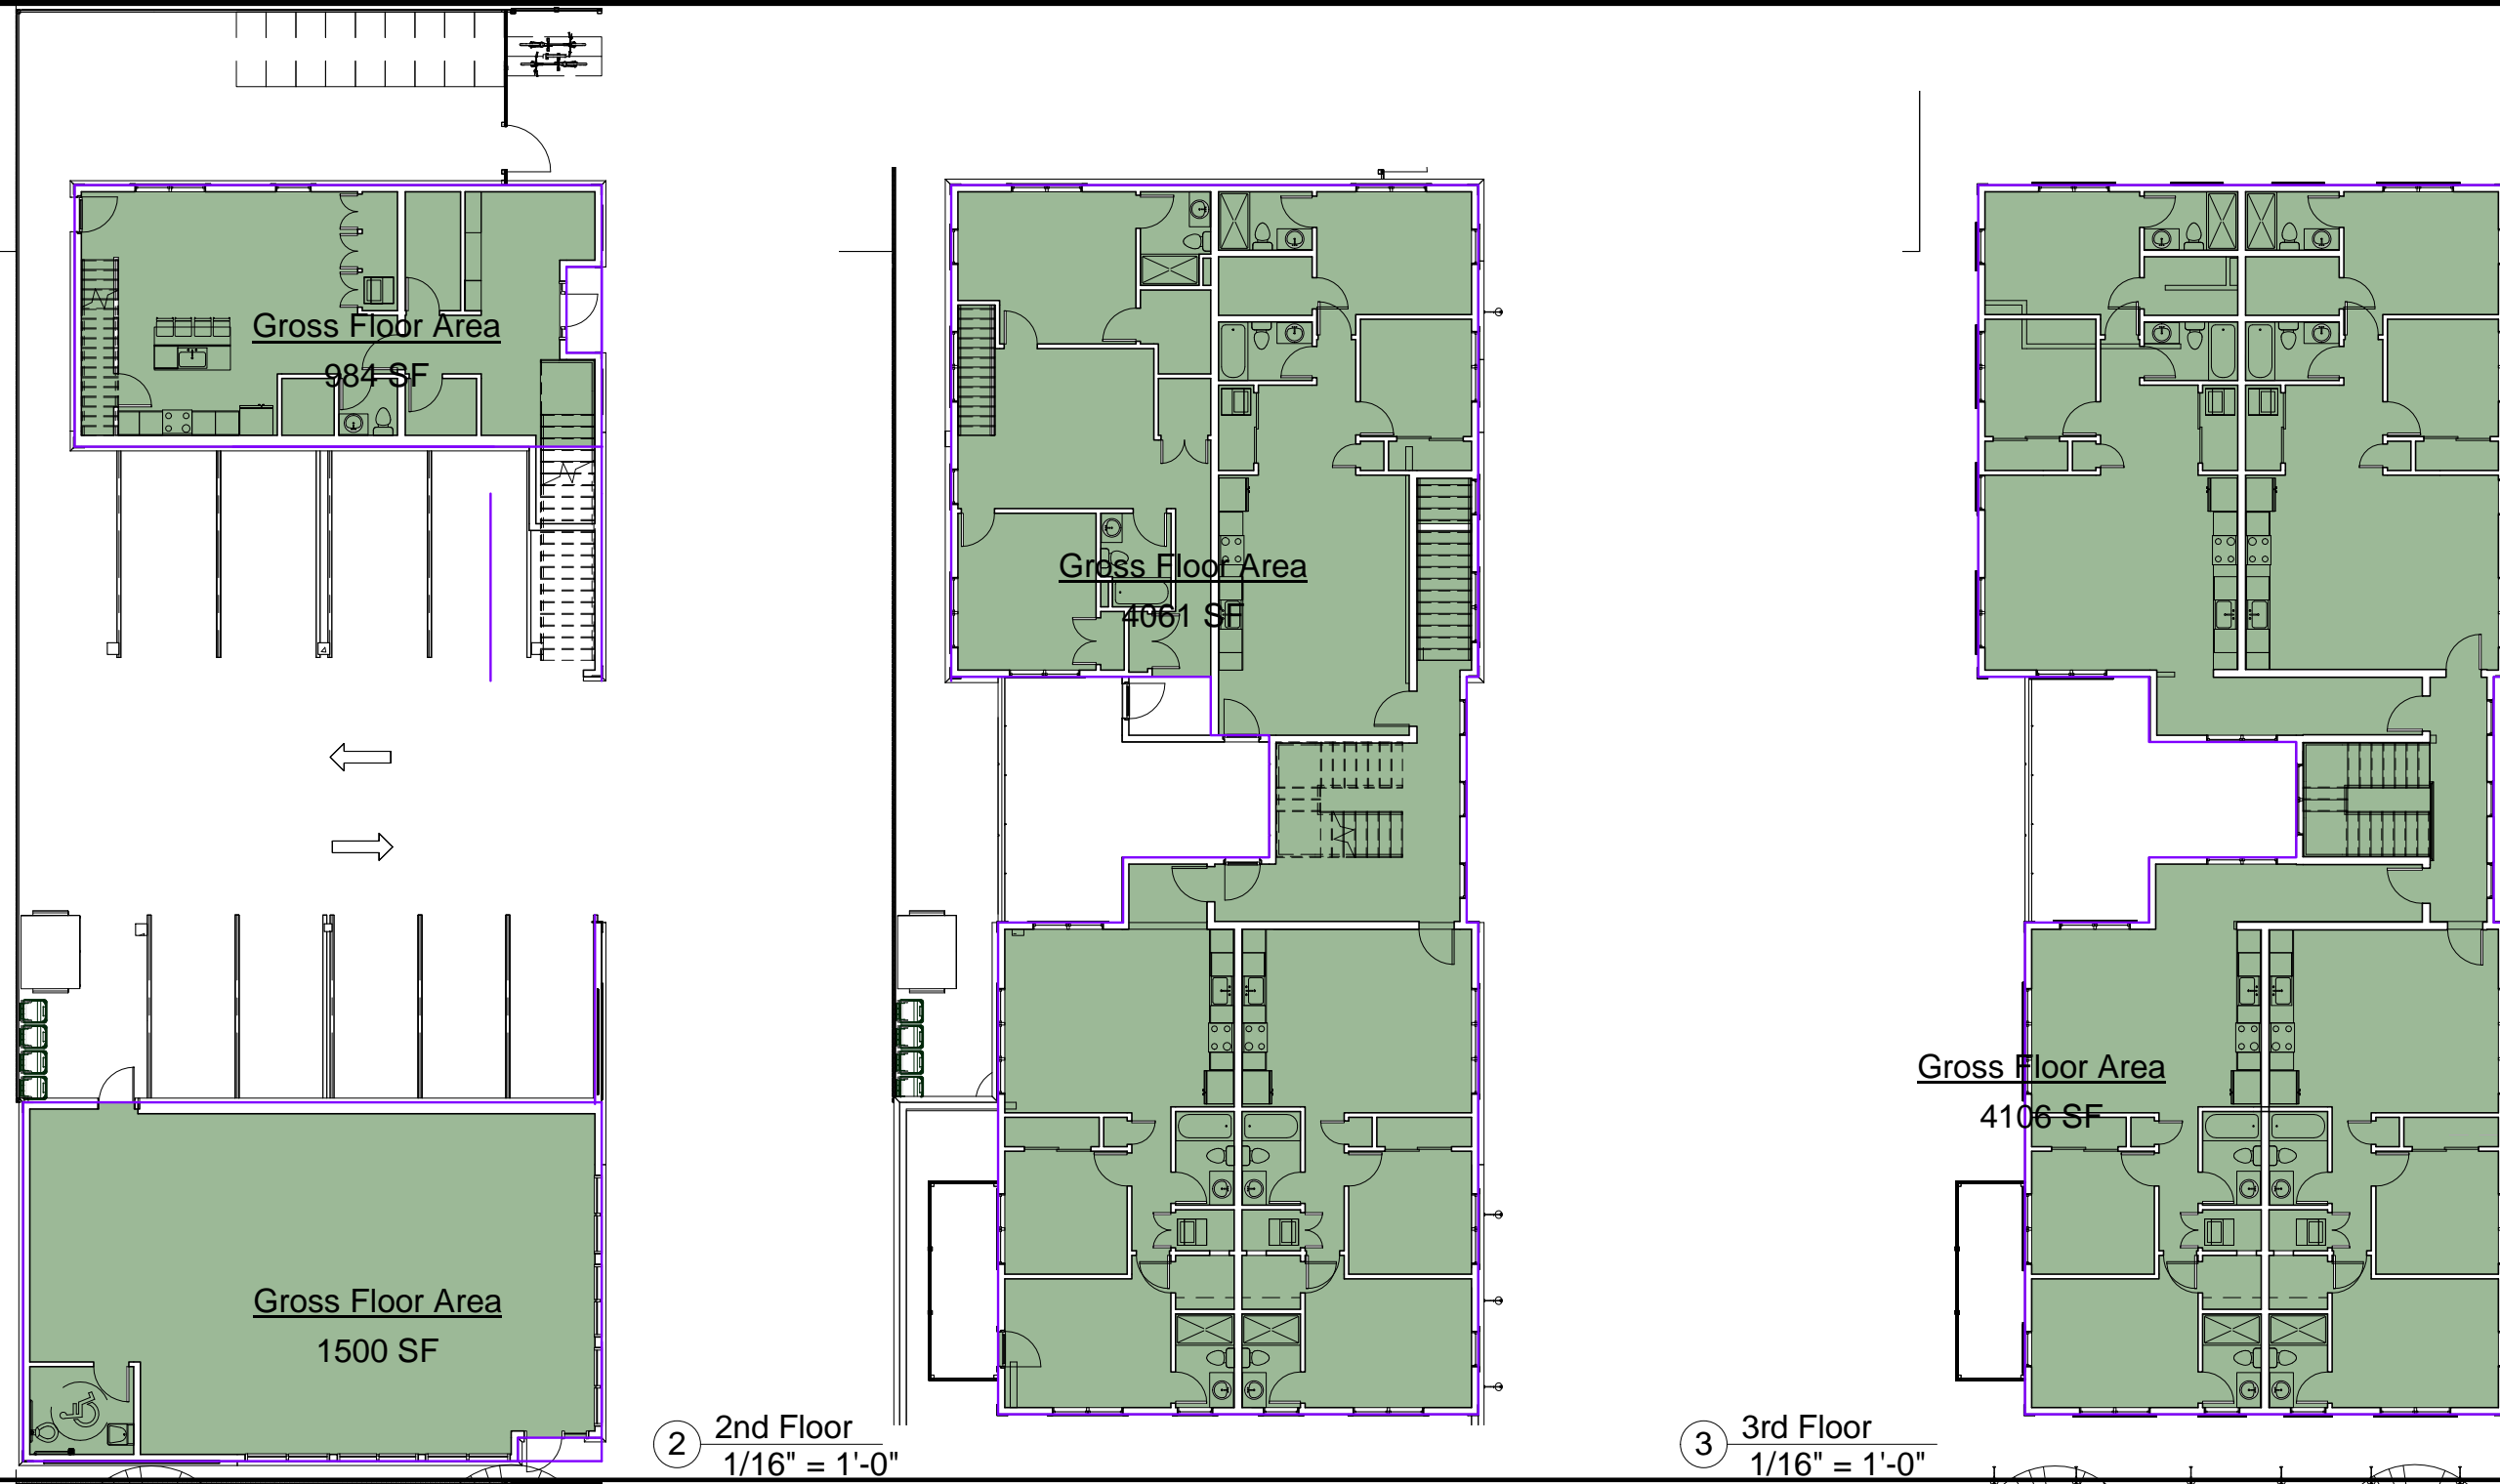 Gross Floor Area
984 SF
Gross Floor Area
1500 SF
Gross Floor Area
4061 SF
2 2nd Floor
1/16" = 1'-0"
Gross Floor Area
4106 SF
3 3rd Floor
1/16" = 1'-0"